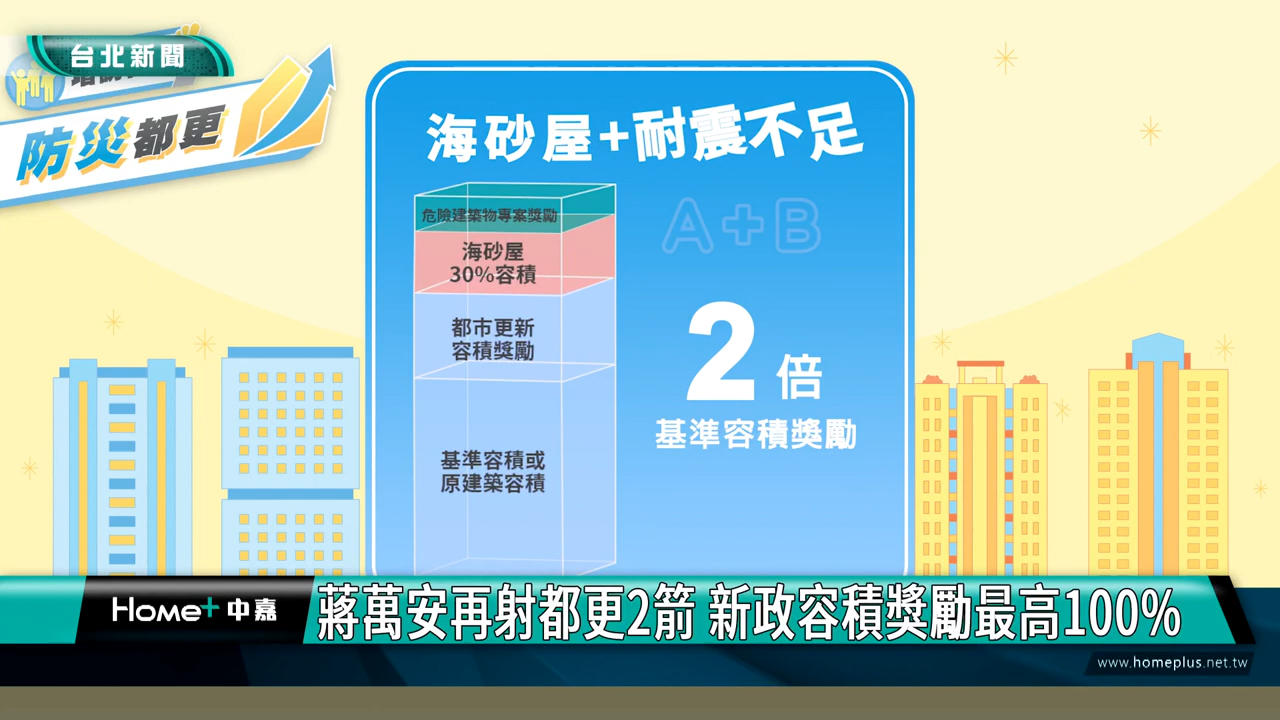 台北新聞
防災都更
海砂屋+耐震不足
危險建築物專案獎勵
海砂屋
30%容積
都市更新
容積獎勵
基準容積或
原建築容積
A+B
2倍
基準容積獎勵
Home+中嘉
蔣萬安再射都更2箭 新政容積獎勵最高100%
www.homeplus.net.tw